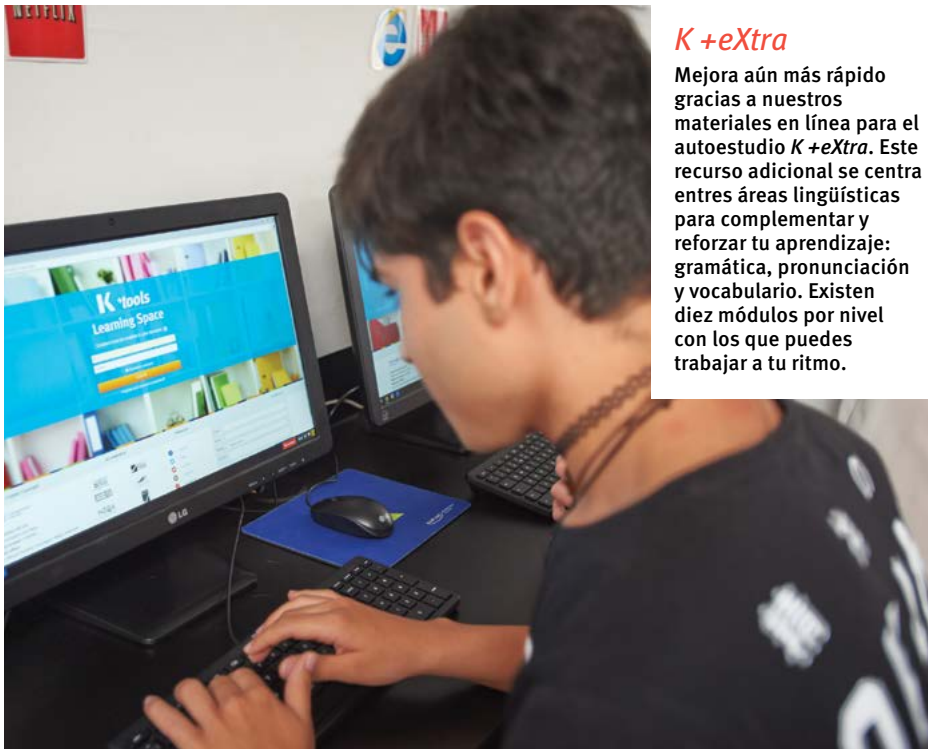 NETFLIX
K +eXtra
Mejora aún más rápido
gracias a nuestros
materiales en línea para el
autoestudio K +eXtra. Este
recurso adicional se centra
entres áreas lingüísticas
para complementar y
reforzar tu aprendizaje:
gramática, pronunciación
y vocabulario. Existen
diez módulos por nivel
con los que puedes
trabajar a tu ritmo.
K +tools
Learning Space
LG